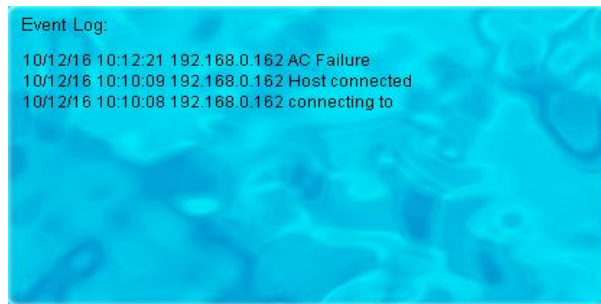 Event Log:
10/12/16 10:12:21 192.168.0.162 AC Failure
10/12/16 10:10:09 192.168.0.162 Host connected
10/12/16 10:10:08 192.168.0.162 connecting to